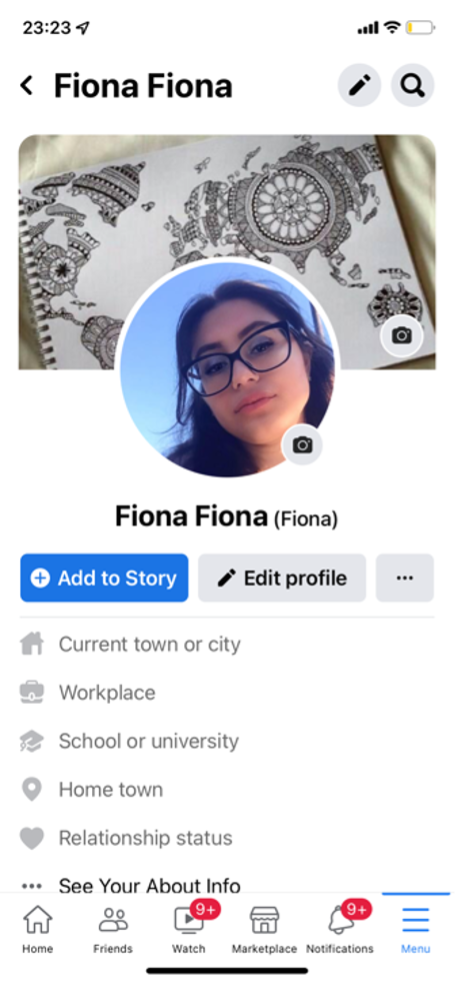 23:23
Fiona Fiona
Fiona Fiona (Fiona)
Add to Story
Edit profile
...
Current town or city
Workplace
School or university
Home town
Relationship status
... See Your About Info
9+
9+
Home Friends Watch Marketplace Notifications Menu